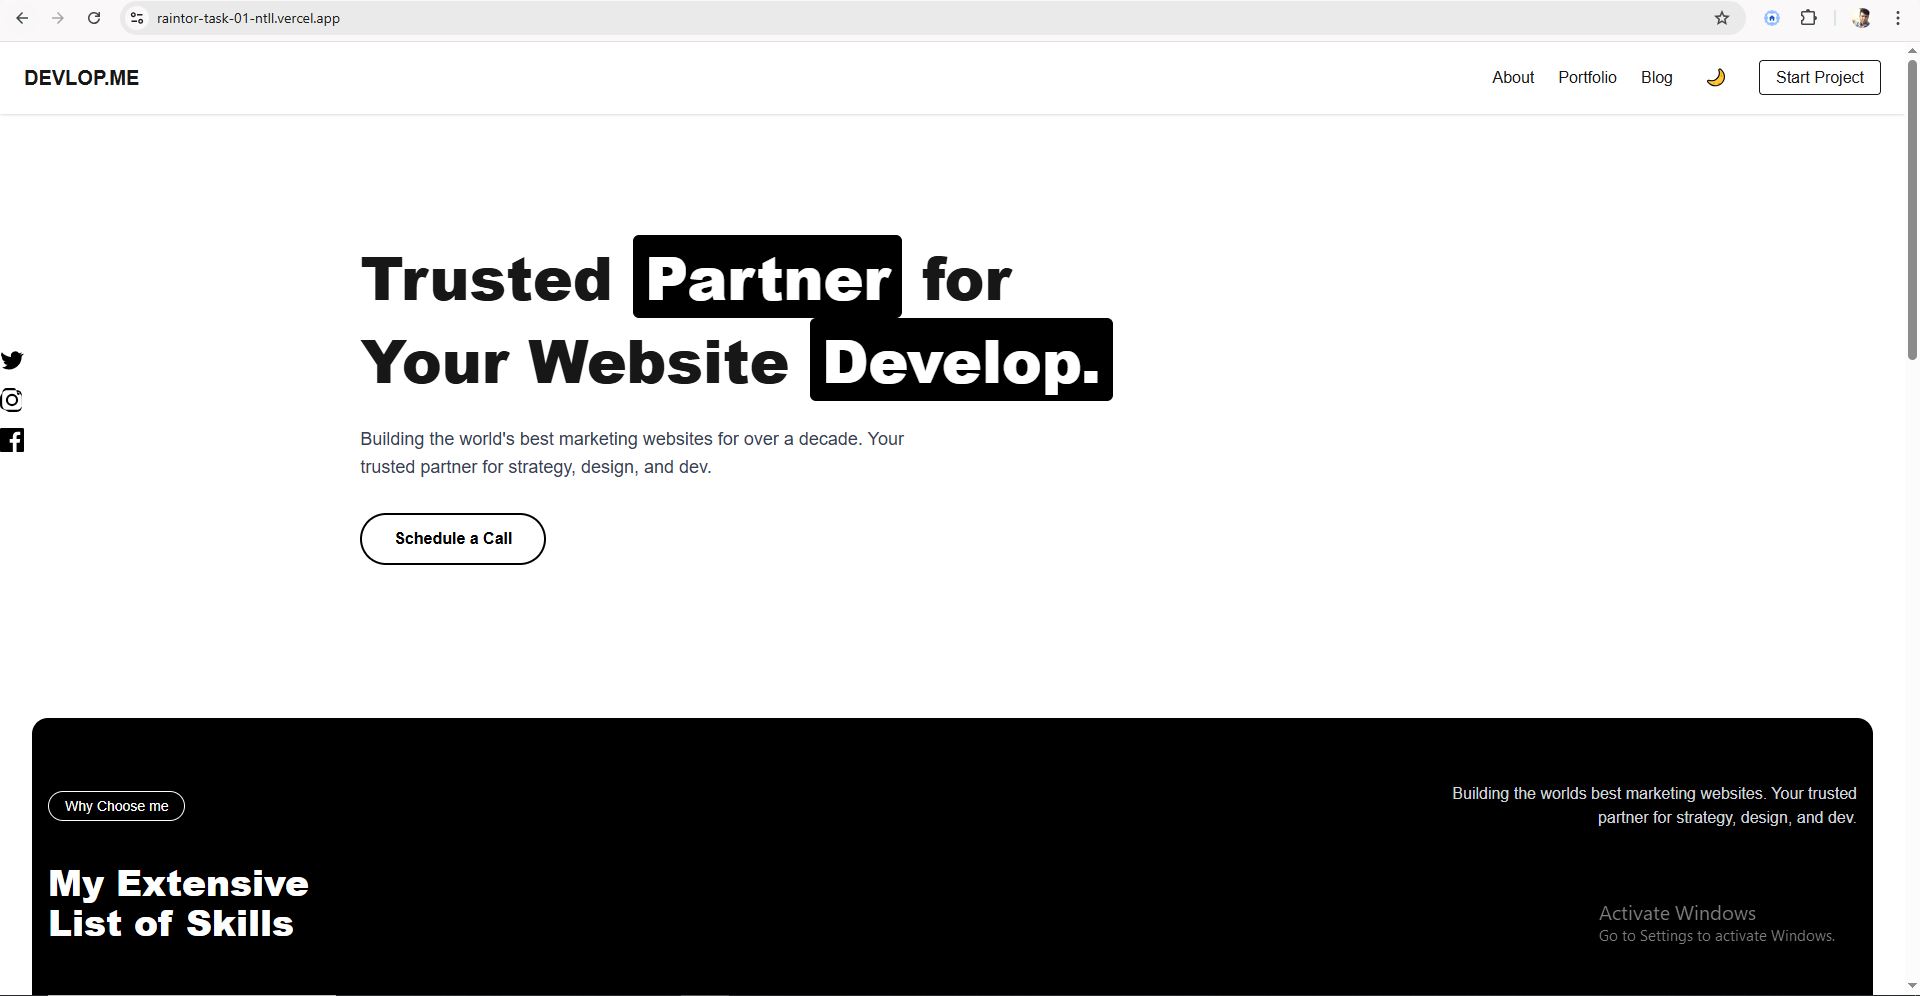 raintor-task-01-ntll.vercel.app
DEVLOP.ME
About
Portfolio
Blog
Start Project
Trusted Partner for
Your Website Develop.
Building the world's best marketing websites for over a decade. Your
trusted partner for strategy, design, and dev.
Schedule a Call
Why Choose me
Building the worlds best marketing websites. Your trusted
partner for strategy, design, and dev.
My Extensive
List of Skills
Activate Windows
Go to Settings to activate Windows.